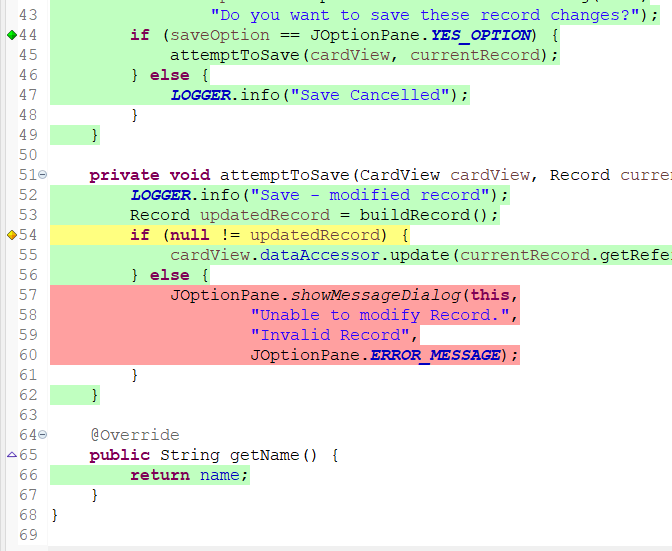 43                 "Do you want to save these record changes?");
44         if (saveOption == JOptionPane.YES_OPTION) {
45             attemptToSave(cardView, currentRecord);
46         } else {
47             LOGGER.info("Save Cancelled");
48         }
49     }
50
51     private void attemptToSave(CardView cardView, Record curre
52         LOGGER.info("Save - modified record");
53         Record updatedRecord = buildRecord();
54         if (null != updatedRecord) {
55             cardView.dataAccessor.update(currentRecord.getRefe
56         } else {
57             JOptionPane.showMessageDialog(this,
58                     "Unable to modify Record.",
59                     "Invalid Record",
60                     JOptionPane.ERROR_MESSAGE);
61         }
62     }
63
64     @Override
65     public String getName() {
66         return name;
67     }
68 }
69